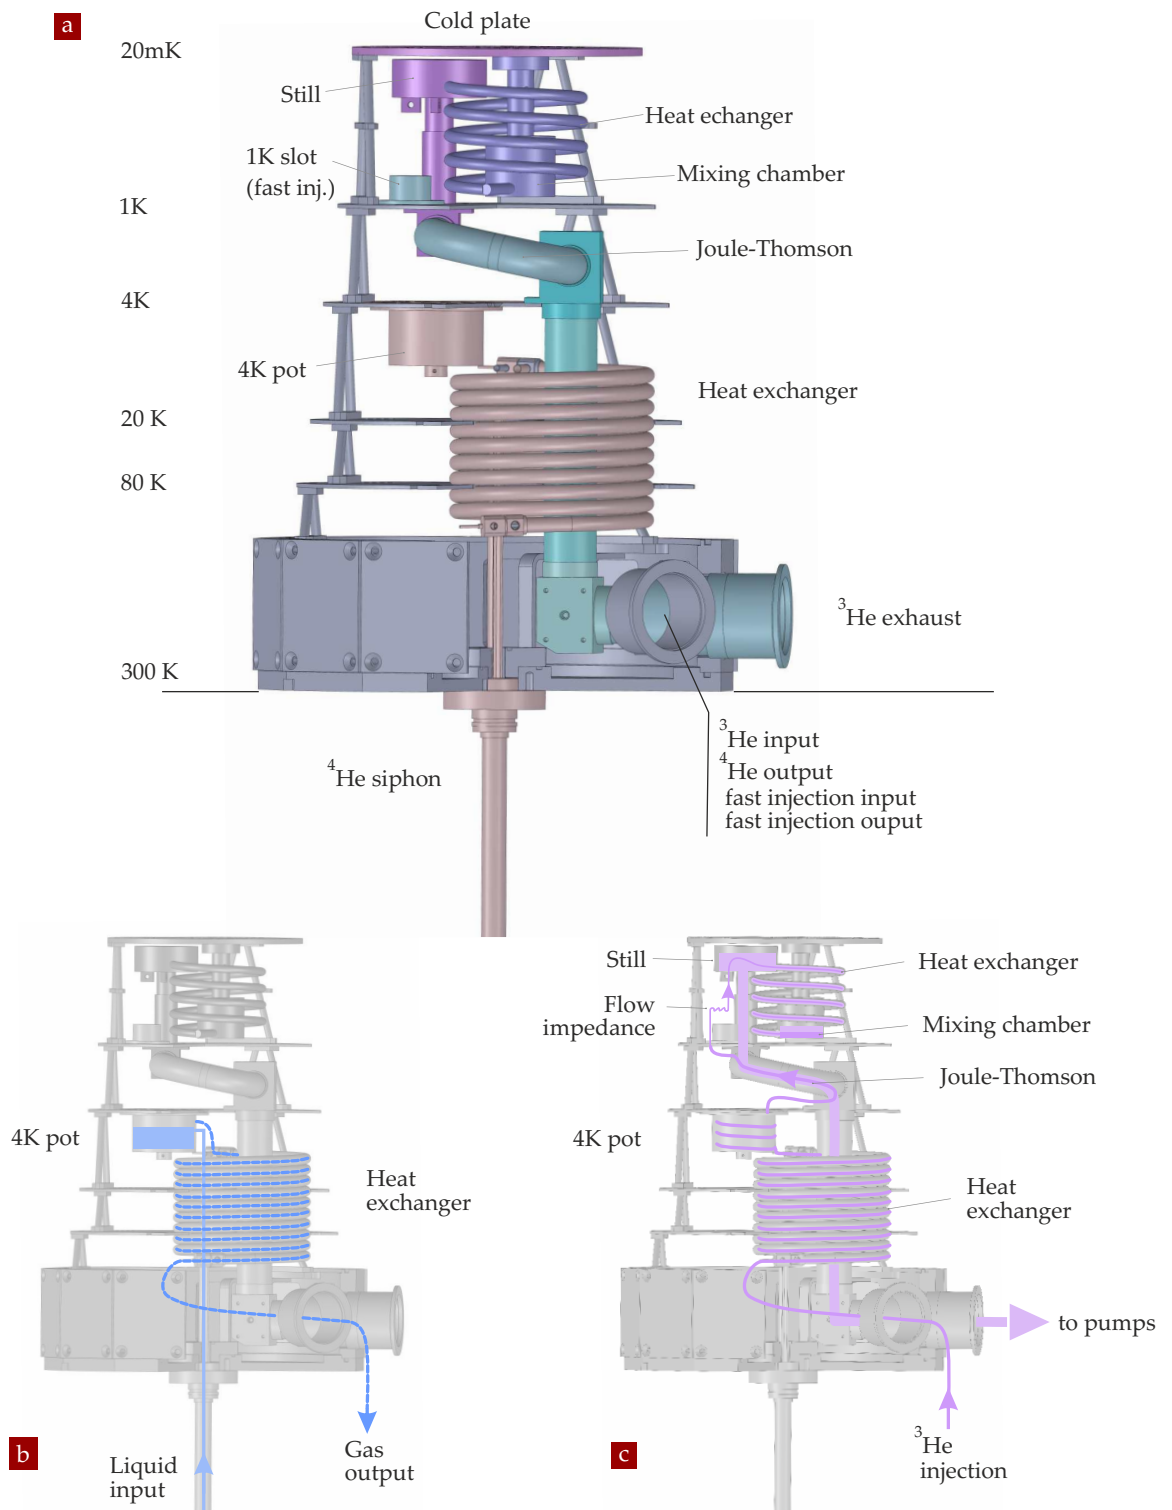 a
Cold plate
20mK
Still
Heat echanger
1K slot
(fast inj.)
Mixing chamber
1K
Joule-Thomson
4K
4K pot
Heat exchanger
20 K
80 K
3He exhaust
300 K
3He input
4He output
fast injection input
fast injection ouput
4He siphon
4K pot
Heat
exchanger
b
Liquid
input
Gas
output
Still
Heat exchanger
Flow
impedance
Mixing chamber
Joule-Thomson
4K pot
Heat
exchanger
to pumps
c
3He
injection